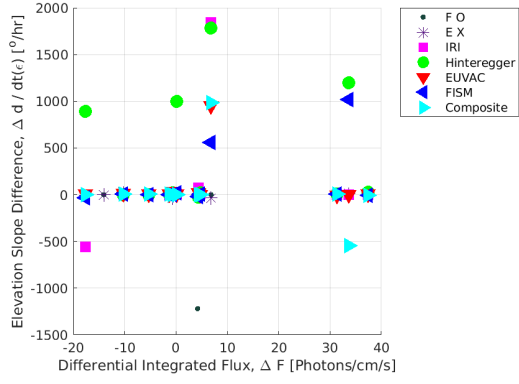 2000
1500
1000
500
0
-500
-1000
-1500
-20
-10
0
10
20
30
40
Elevation Slope Difference, Δ d / dt(ϵ) [°/hr]
Differential Integrated Flux, Δ F [Photons/cm/s]
F O
E X
IRI
Hinteregger
EUVAC
FISM
Composite